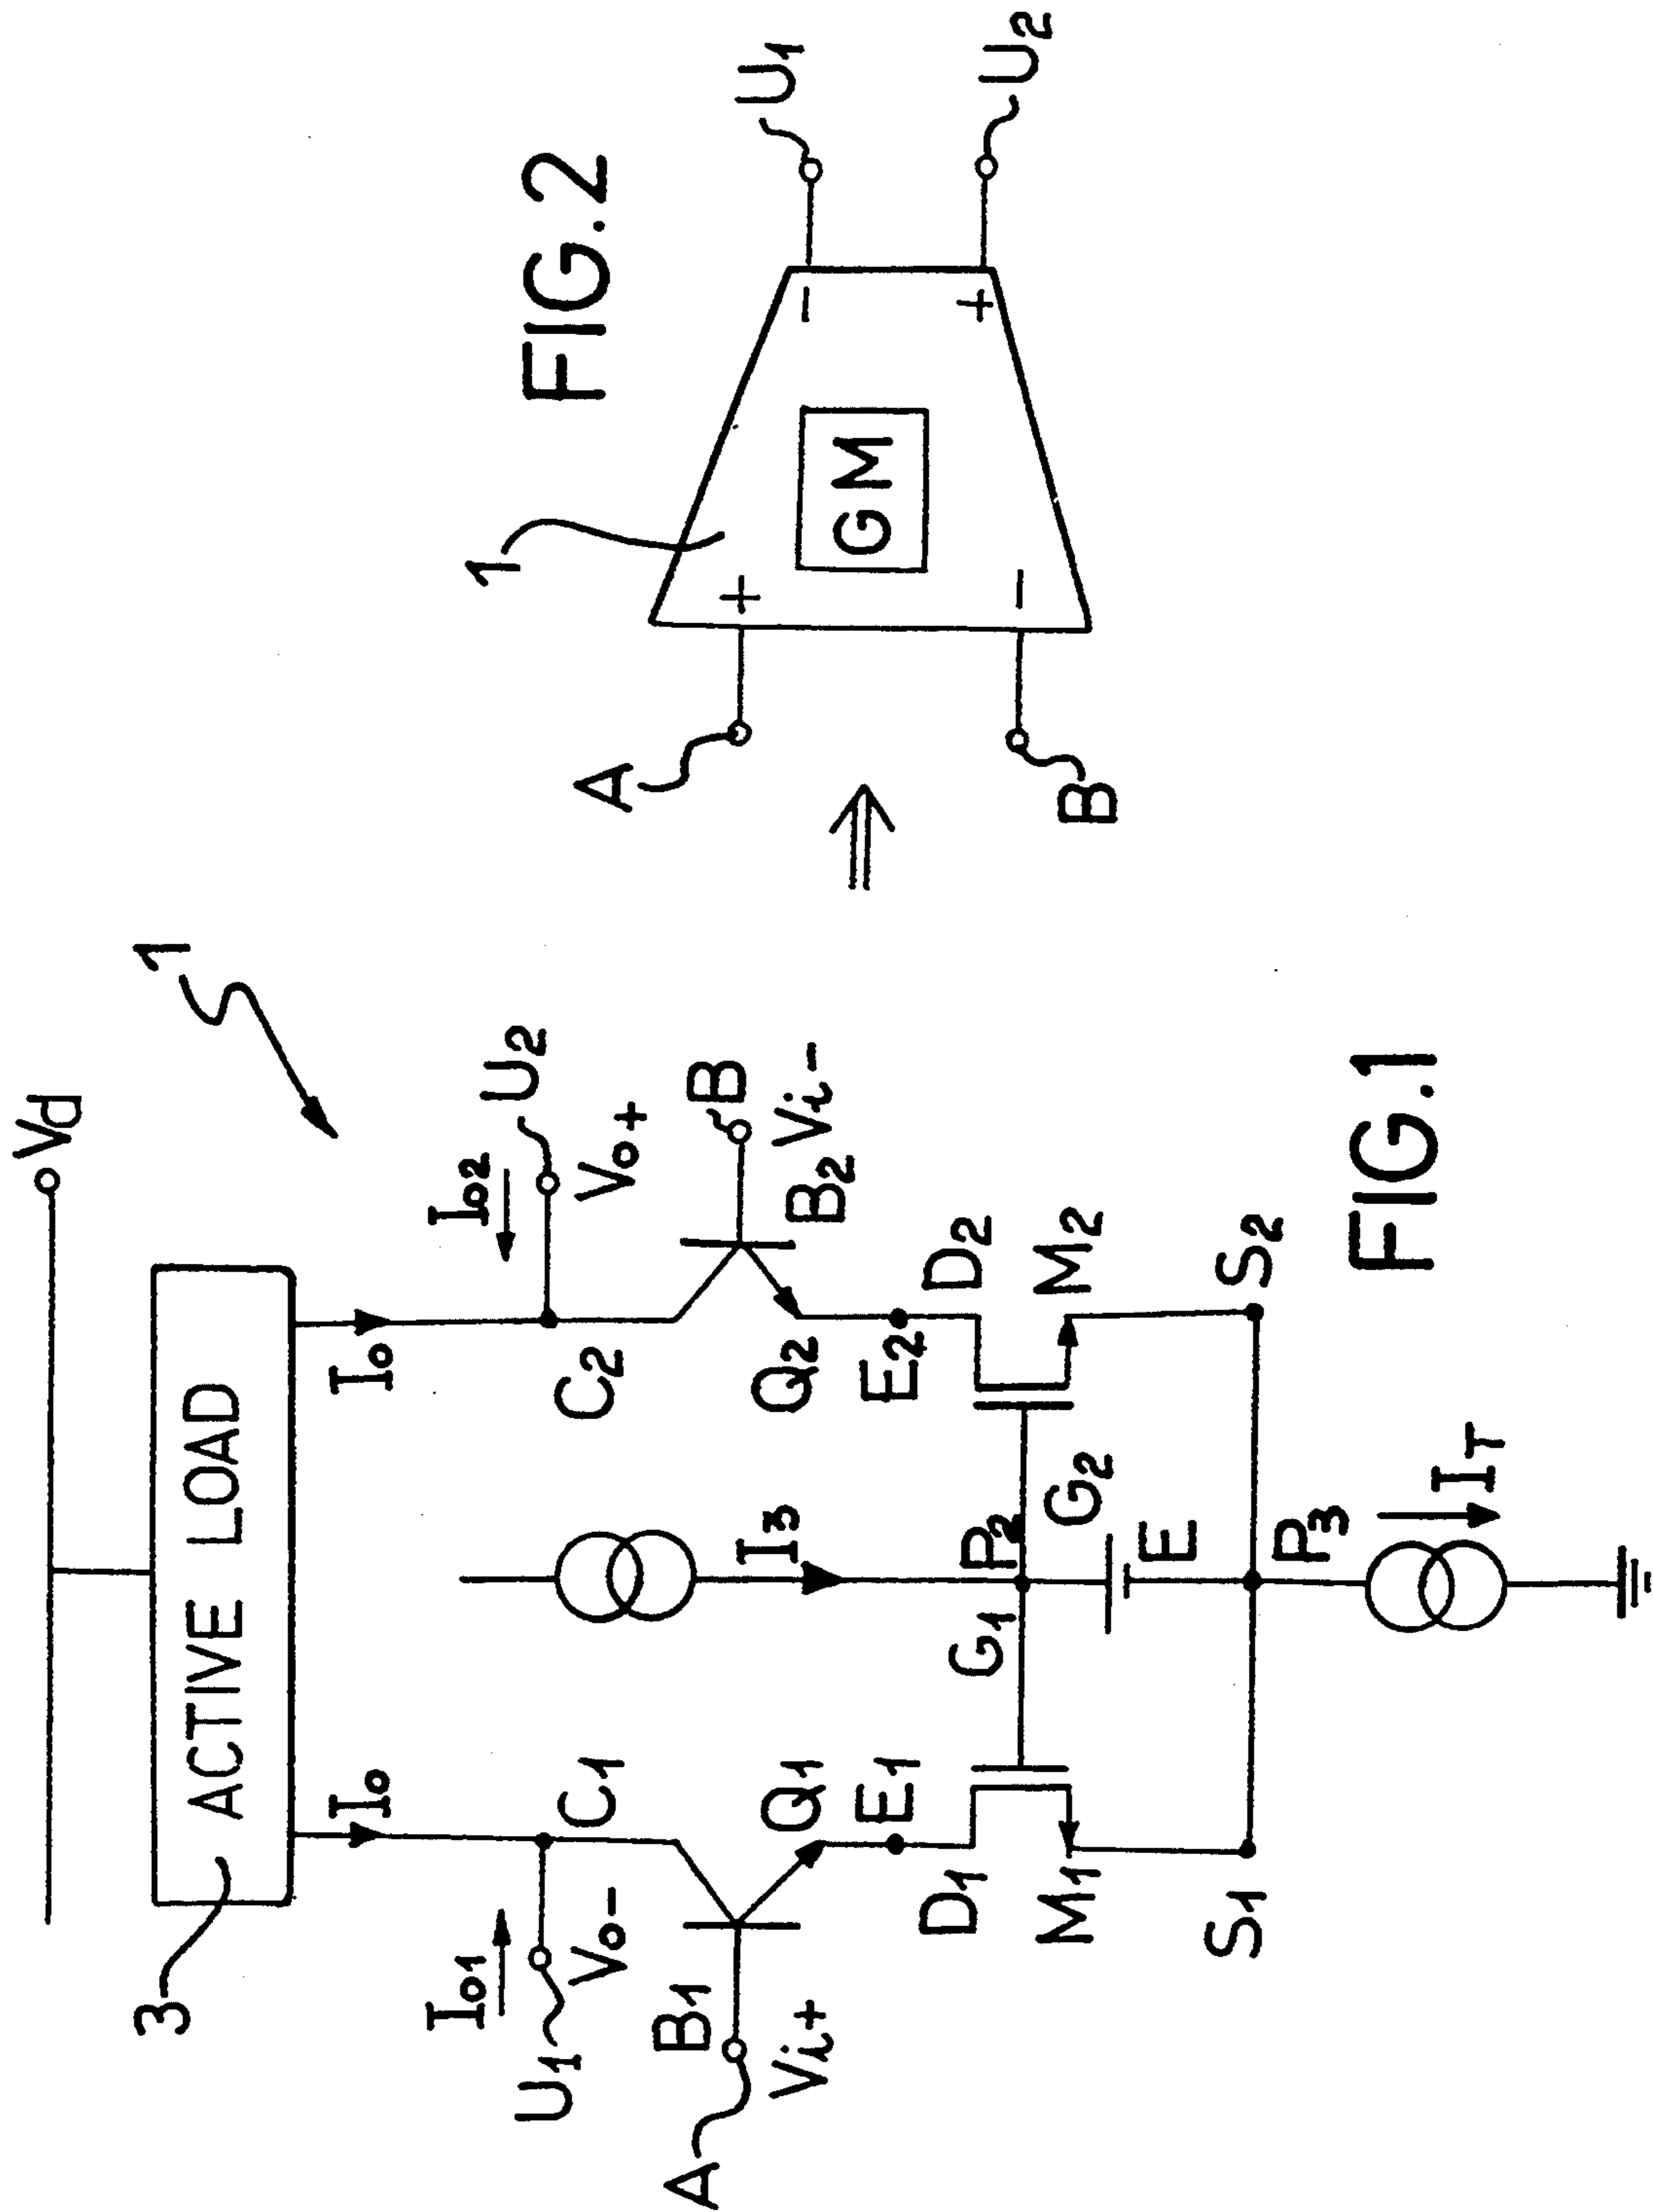 Vd
1
3
ACTIVE LOAD
Io
Io
Io1
Io2
U1
U2
Vo-
Vo+
C1
C2
I3
A
B1
B2
B
Vi+
Vi-
Q1
Q2
E1
E2
D1
D2
G1
P2
G2
M1
M2
E
S1
S2
P3
IT
FIG.1
FIG.2
1
A
+
-
U1
GM
B
-
+
U2